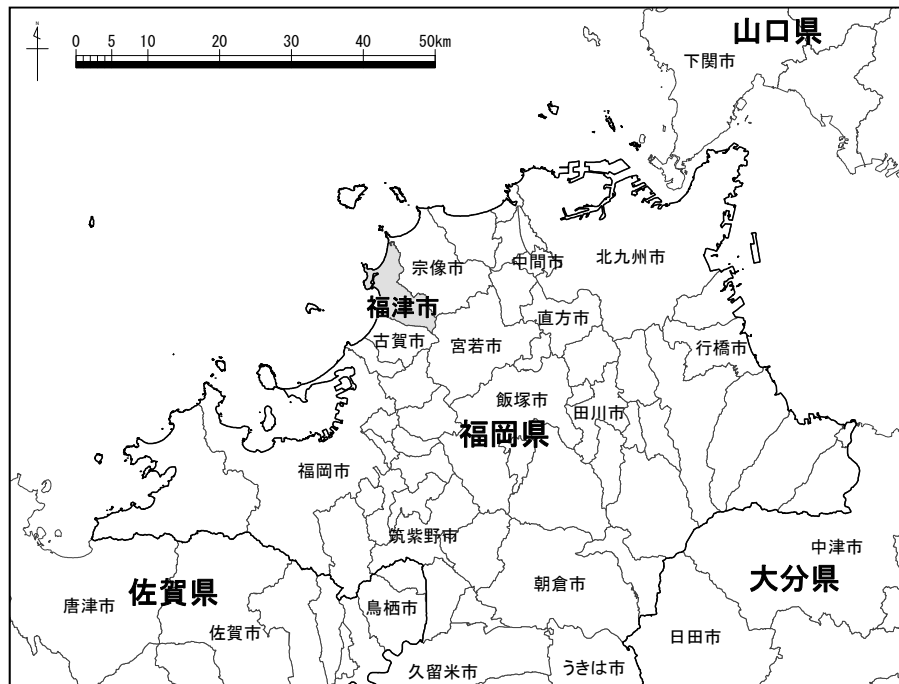 山口県
下関市
0 5 10 20 30 40 50km
北九州市
中間市
宗像市
福津市
直方市
古賀市
宮若市
行橋市
飯塚市
田川市
福岡県
福岡市
筑紫野市
中津市
大分県
朝倉市
佐賀県
唐津市
鳥栖市
佐賀市
日田市
久留米市
うきは市